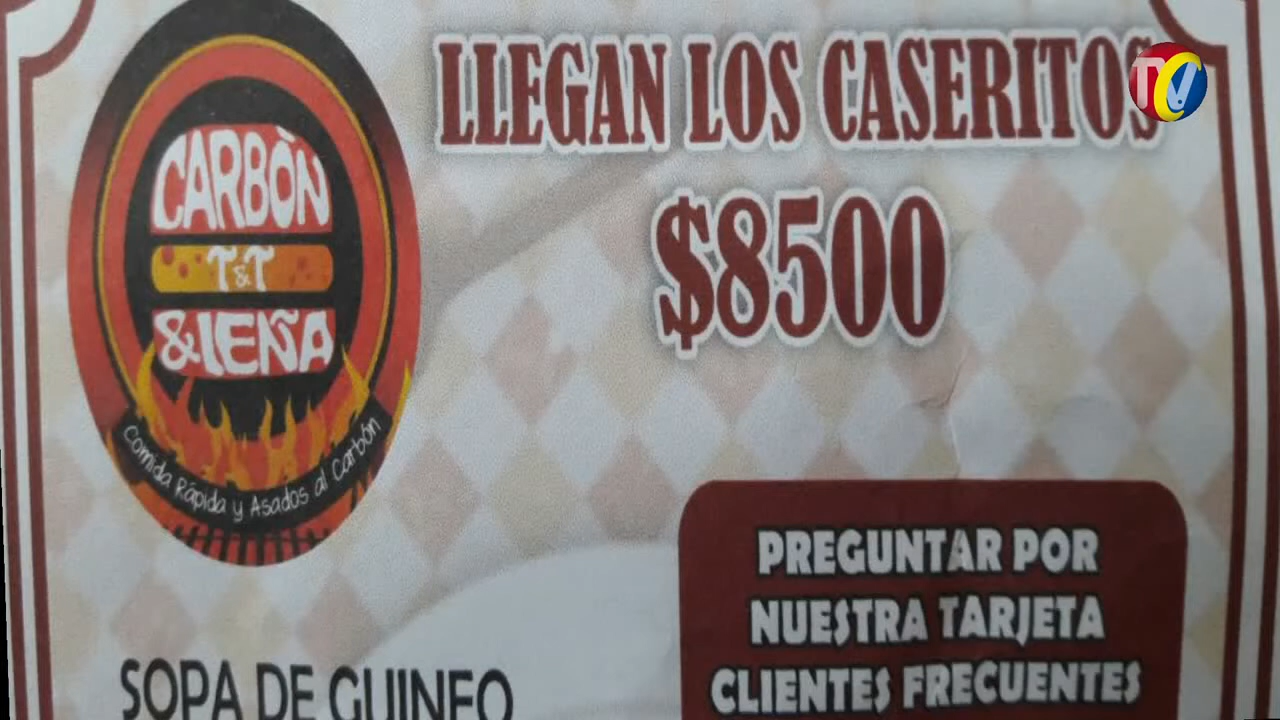 LLEGAN LOS CASERITOS
TC!
$8500
CARBÒN
T&T
&lEÑA
Comida Rápida y Asados al Carbón
PREGUNTAR POR
NUESTRA TARJETA
CLIENTES FRECUENTES
SOPA DE GUINEO